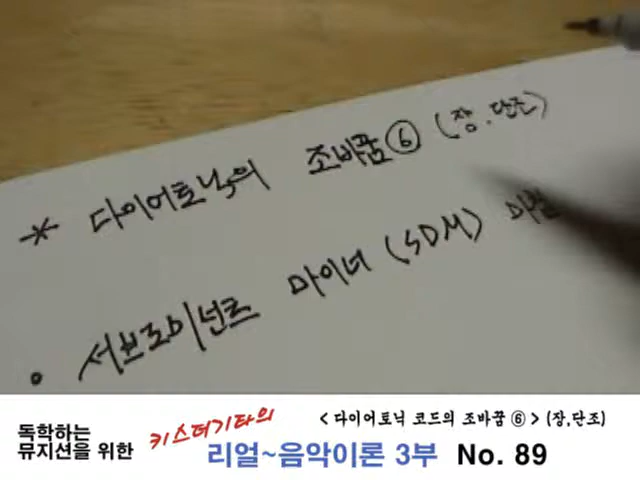 * 다이어토닉의 조바꿈⑥ (장.단조)
• 서브도미넌트 마이너 (SDM)
< 다이어토닉 코드의 조바꿈 ⑥ > (장,단조)
독학하는
뮤지션을 위한
키스더기타의
리얼~음악이론 3부 No. 89